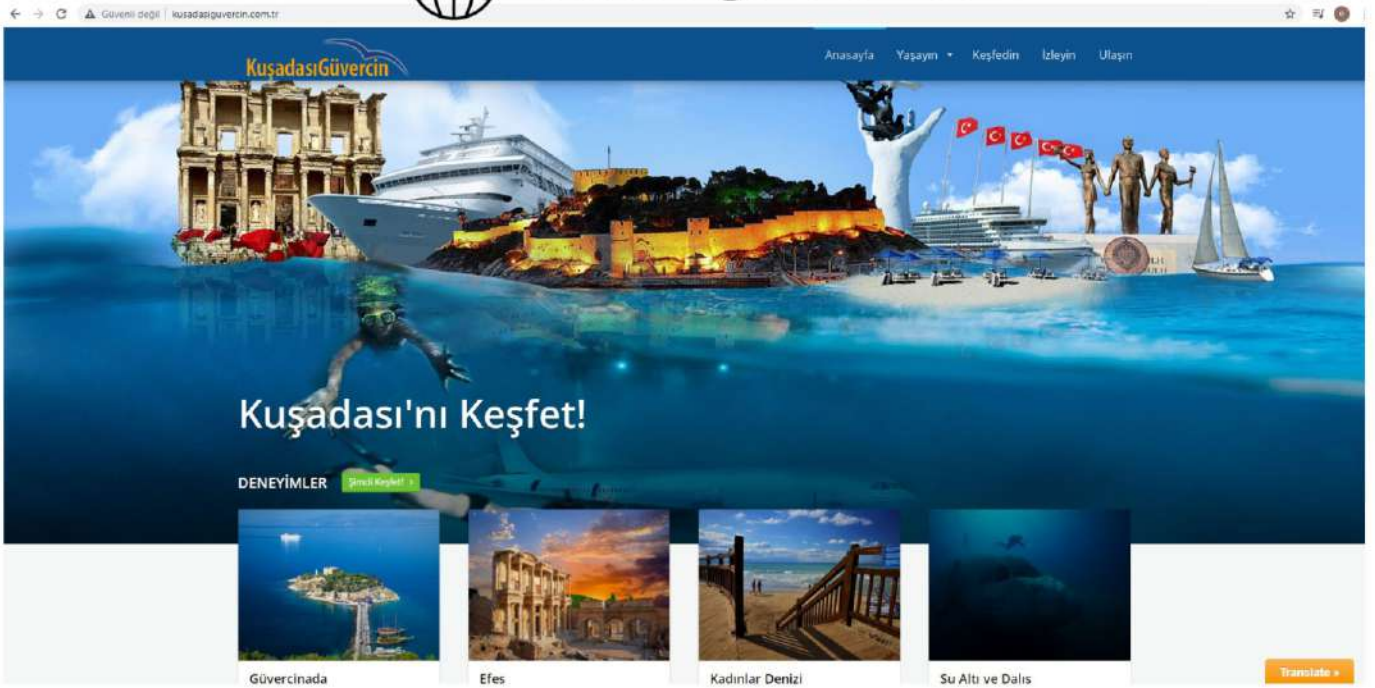 Güvenli değil kusadasiguvercin.com.tr
KuşadasıGüvercin
Anasayfa Yaşayın Keşfedin İzleyin Ulaşın
Kuşadası'nı Keşfet!
DENEYİMLER Şimdi Keşfet! >
Güvercinada Efes Kadınlar Denizi Su Altı ve Dalış
Translate »